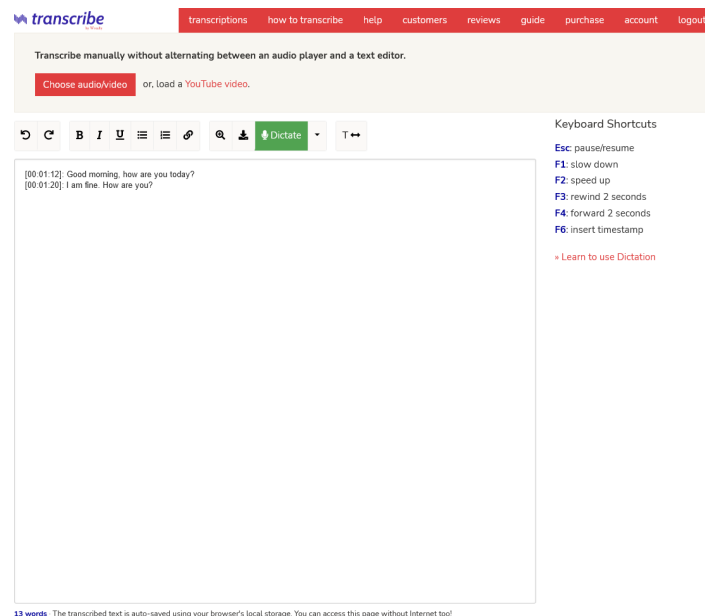 transcribe
transcriptions how to transcribe help customers reviews guide purchase account logout
Transcribe manually without alternating between an audio player and a text editor.
Choose audio/video or, load a YouTube video.
B I U Dictate T
[00:01:12]: Good morning, how are you today?
[00:01:20]: I am fine. How are you?
Keyboard Shortcuts
Esc: pause/resume
F1: slow down
F2: speed up
F3: rewind 2 seconds
F4: forward 2 seconds
F6: insert timestamp
» Learn to use Dictation
13 words · The transcribed text is auto-saved using your browser's local storage. You can access this page without Internet too!